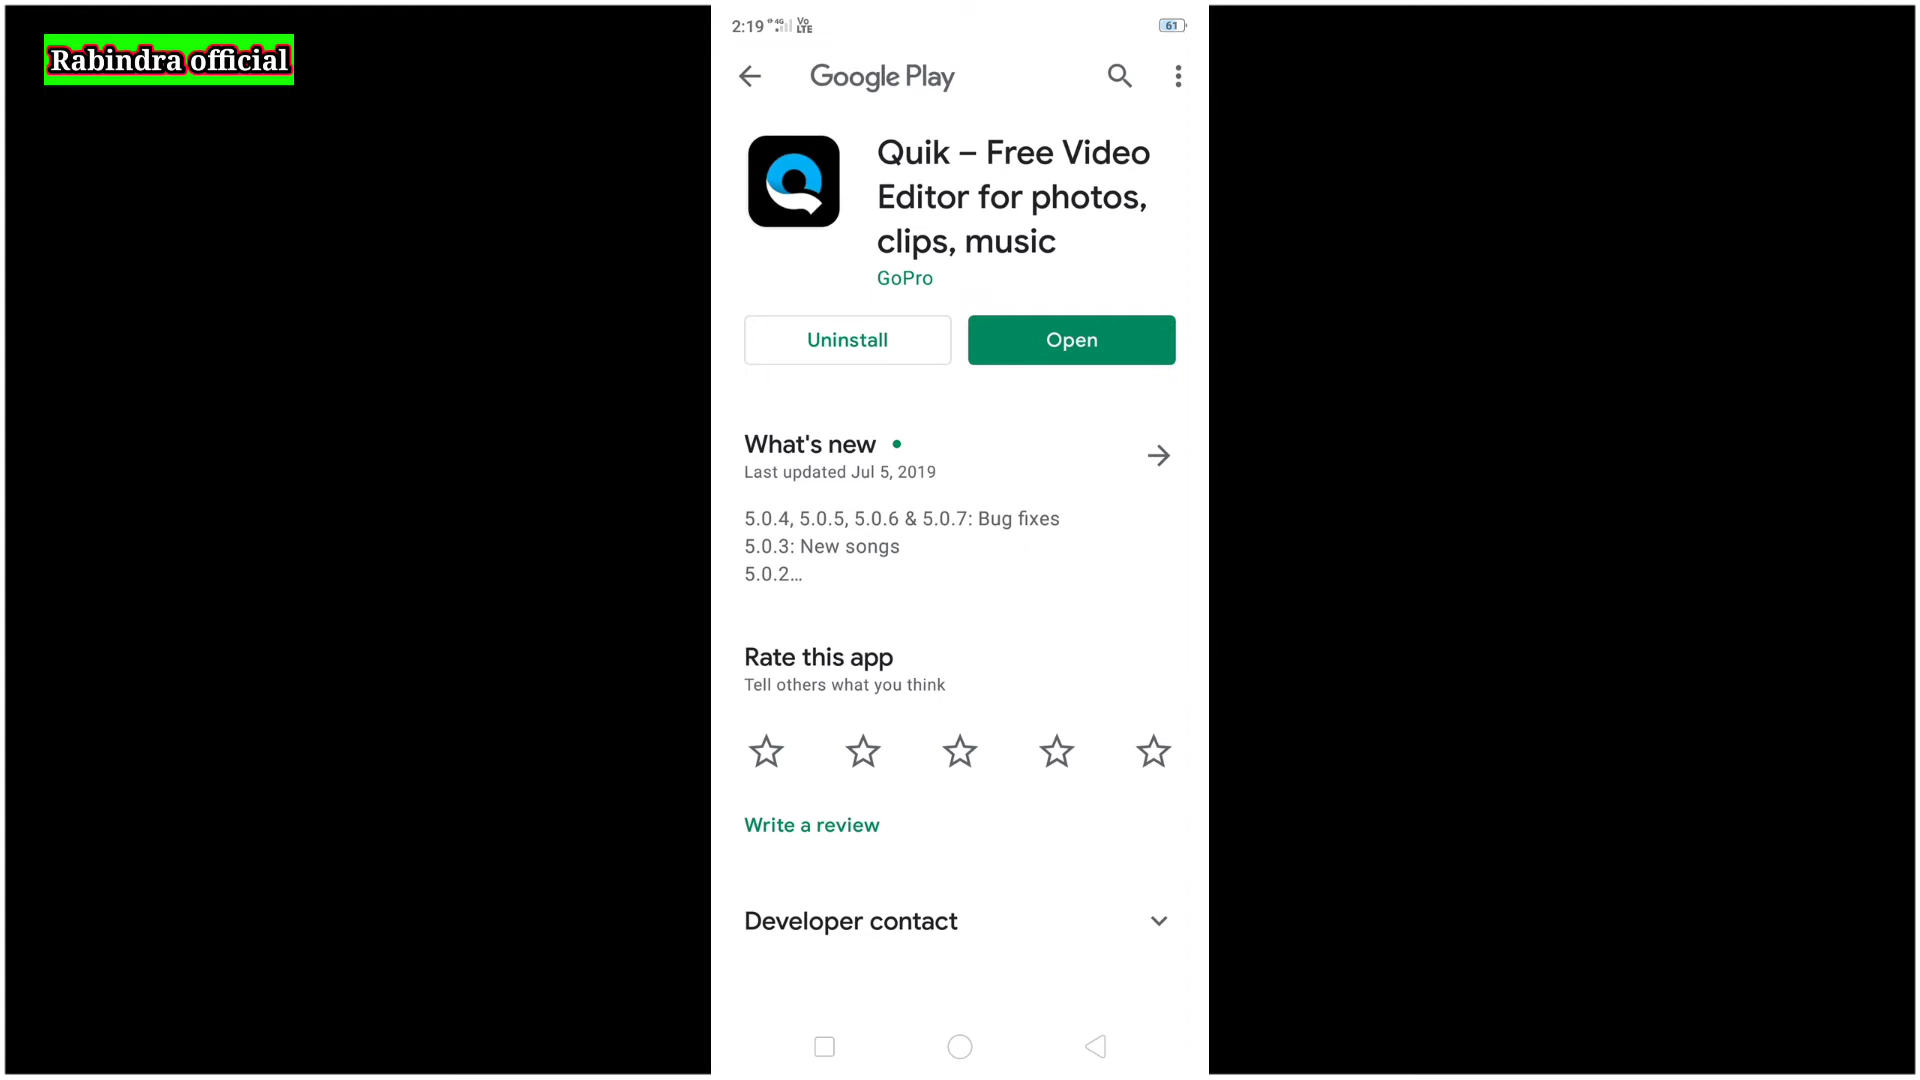 Rabindra official
2:19 4G Vo LTE
61
Google Play
Quik – Free Video
Editor for photos,
clips, music
GoPro
Uninstall
Open
What's new
Last updated Jul 5, 2019
5.0.4, 5.0.5, 5.0.6 & 5.0.7: Bug fixes
5.0.3: New songs
5.0.2…
Rate this app
Tell others what you think
Write a review
Developer contact